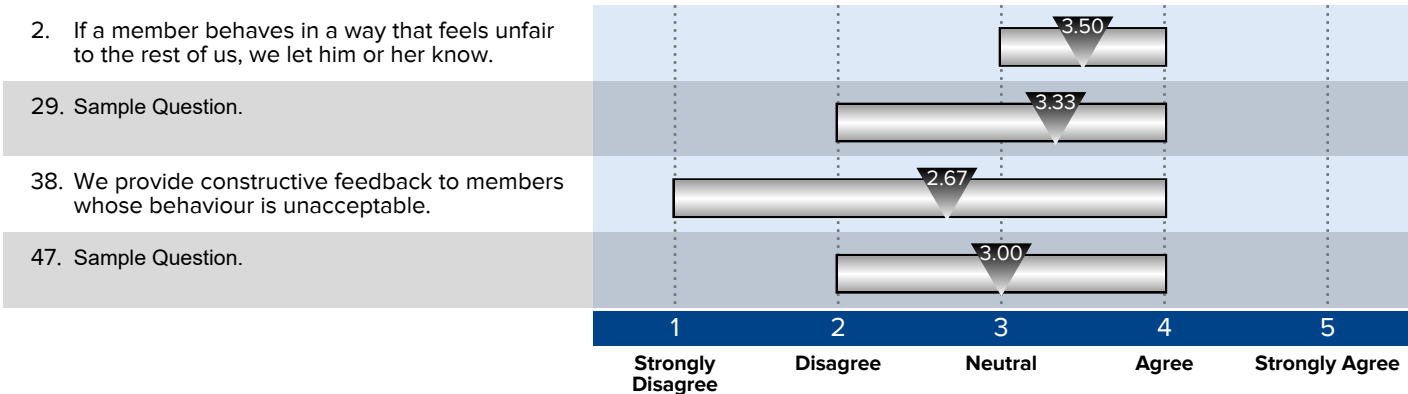 2. If a member behaves in a way that feels unfair
to the rest of us, we let him or her know.
3.50
29. Sample Question.
3.33
38. We provide constructive feedback to members
whose behaviour is unacceptable.
2.67
47. Sample Question.
3.00
1 2 3 4 5
Strongly Disagree Neutral Agree Strongly Agree
Disagree